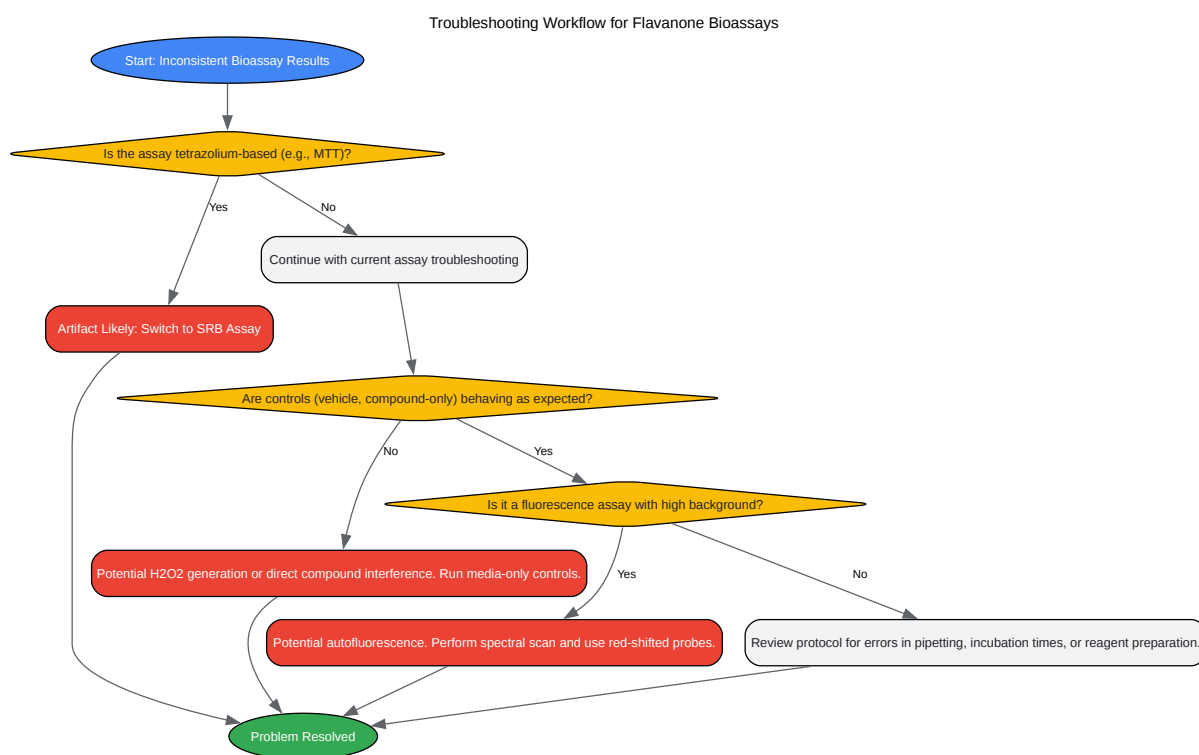 Troubleshooting Workflow for Flavanone Bioassays
Start: Inconsistent Bioassay Results
Is the assay tetrazolium-based (e.g., MTT)?
Yes
No
Continue with current assay troubleshooting
Artifact Likely: Switch to SRB Assay
Are controls (vehicle, compound-only) behaving as expected?
No
Yes
Is it a fluorescence assay with high background?
Potential H2O2 generation or direct compound interference. Run media-only controls.
Yes
No
Potential autofluorescence. Perform spectral scan and use red-shifted probes.
Review protocol for errors in pipetting, incubation times, or reagent preparation.
Problem Resolved